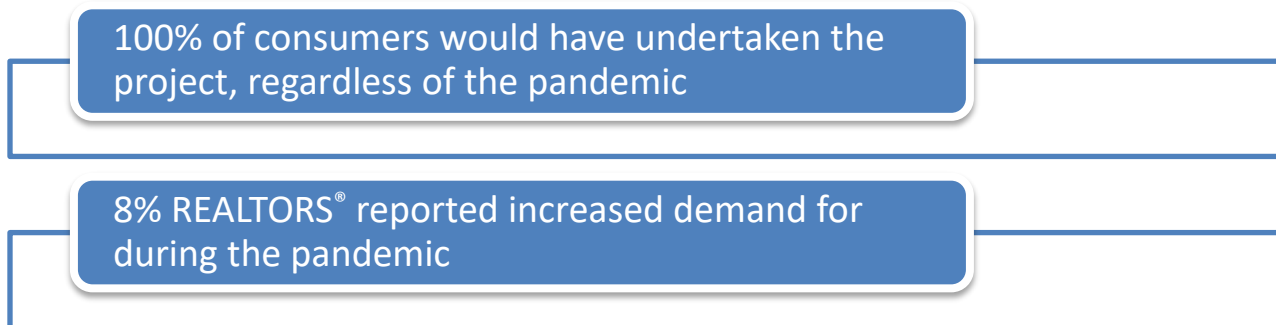 100% of consumers would have undertaken the
project, regardless of the pandemic
8% REALTORS® reported increased demand for
during the pandemic